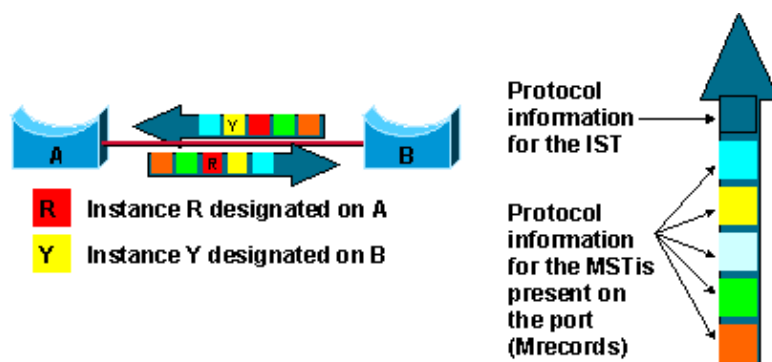 Y
A
B
R
R Instance R designated on A
Y Instance Y designated on B
Protocol
information
for the IST
Protocol
information
for the MSTis
present on
the port
(Mrecords)